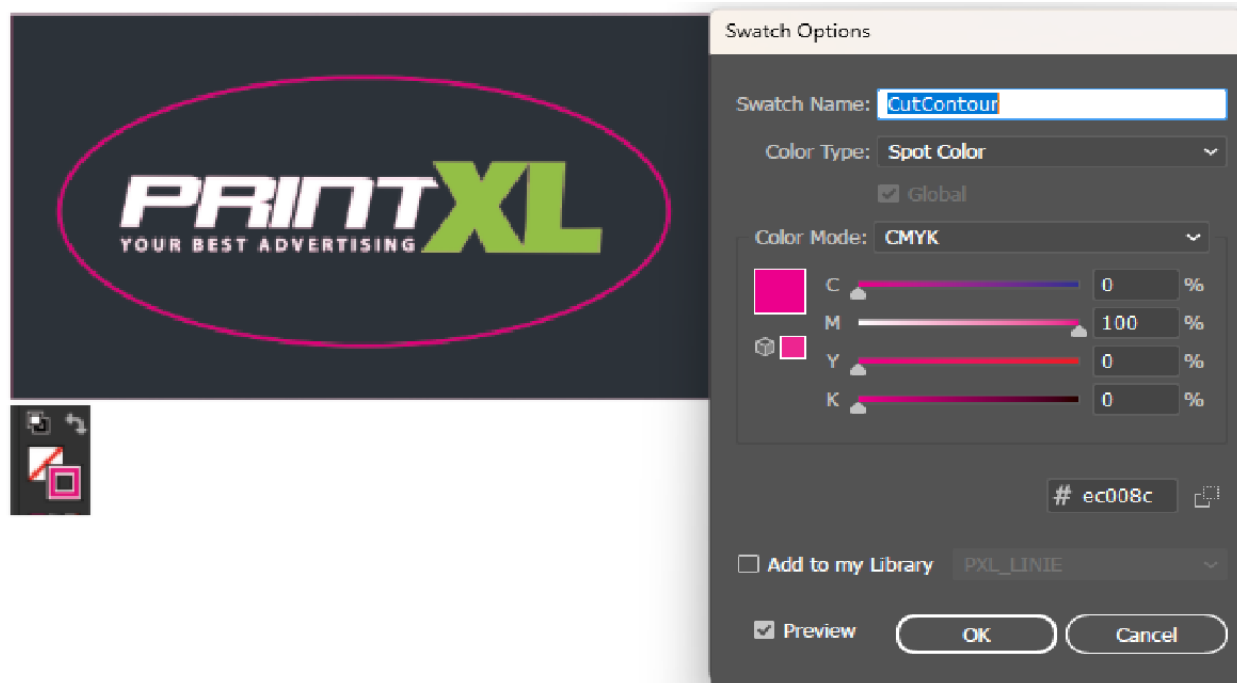 PRINTXL
YOUR BEST ADVERTISING
Swatch Options
Swatch Name: CutContour
Color Type: Spot Color
Global
Color Mode: CMYK
C 0 %
M 100 %
Y 0 %
K 0 %
# ec008c
Add to my Library PXL_LINIE
Preview OK Cancel